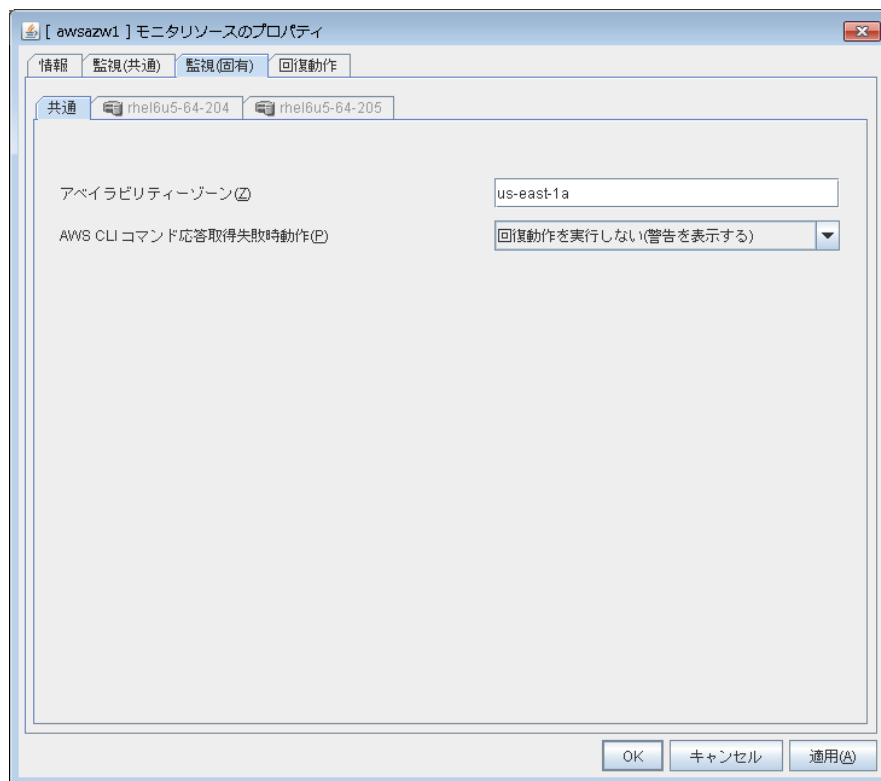 [ awsazw1 ] モニタリソースのプロパティ
情報 監視(共通) 監視(固有) 回復動作
共通 rhel6u5-64-204 rhel6u5-64-205
アベイラビリティーゾーン(Z) us-east-1a
AWS CLI コマンド応答取得失敗時動作(P) 回復動作を実行しない(警告を表示する)
OK キャンセル 適用(A)